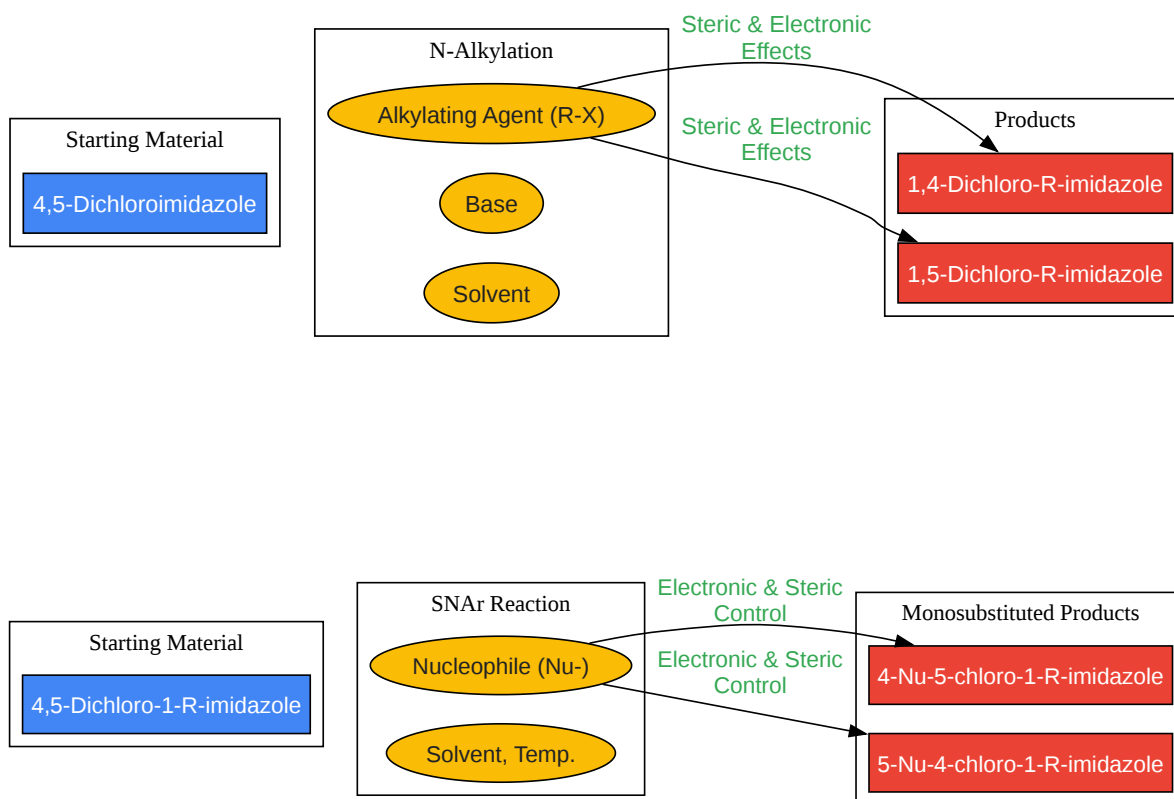 Steric & Electronic
Effects
N-Alkylation
Alkylating Agent (R-X)
Products
Starting Material
Steric & Electronic
Effects
1,4-Dichloro-R-imidazole
4,5-Dichloroimidazole
Base
1,5-Dichloro-R-imidazole
Solvent
Electronic & Steric
Control
SNAr Reaction
Monosubstituted Products
Starting Material
Nucleophile (Nu-)
Electronic & Steric
Control
4-Nu-5-chloro-1-R-imidazole
4,5-Dichloro-1-R-imidazole
Solvent, Temp.
5-Nu-4-chloro-1-R-imidazole